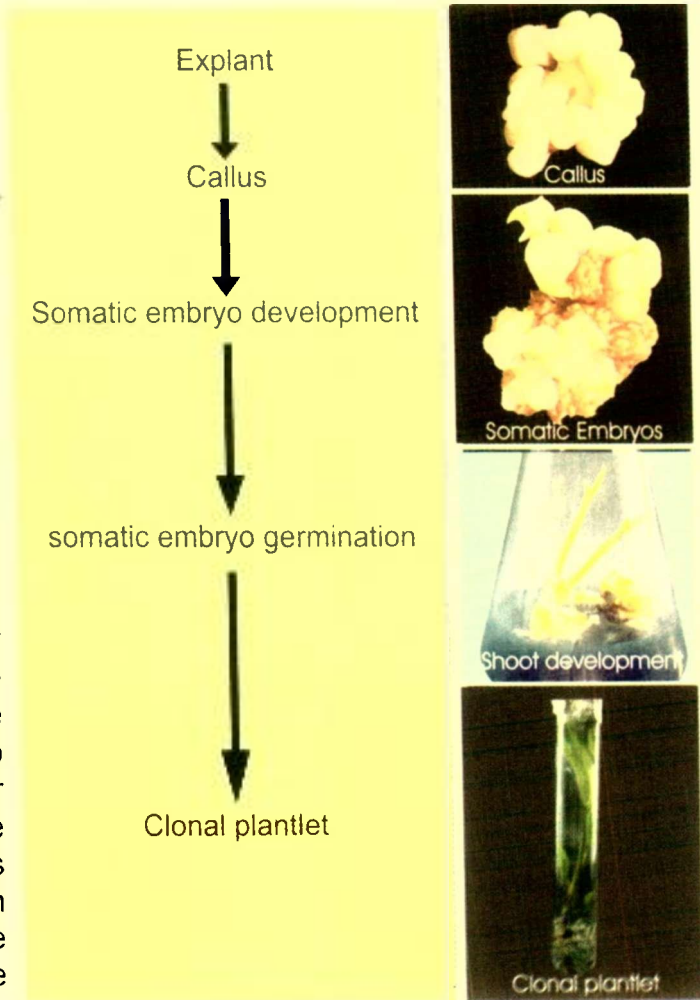 Explant
Callus
Somatic embryo development
somatic embryo germination
Clonal plantlet
Callus
Somatic Embryos
Shoot development
Clonal plantlet